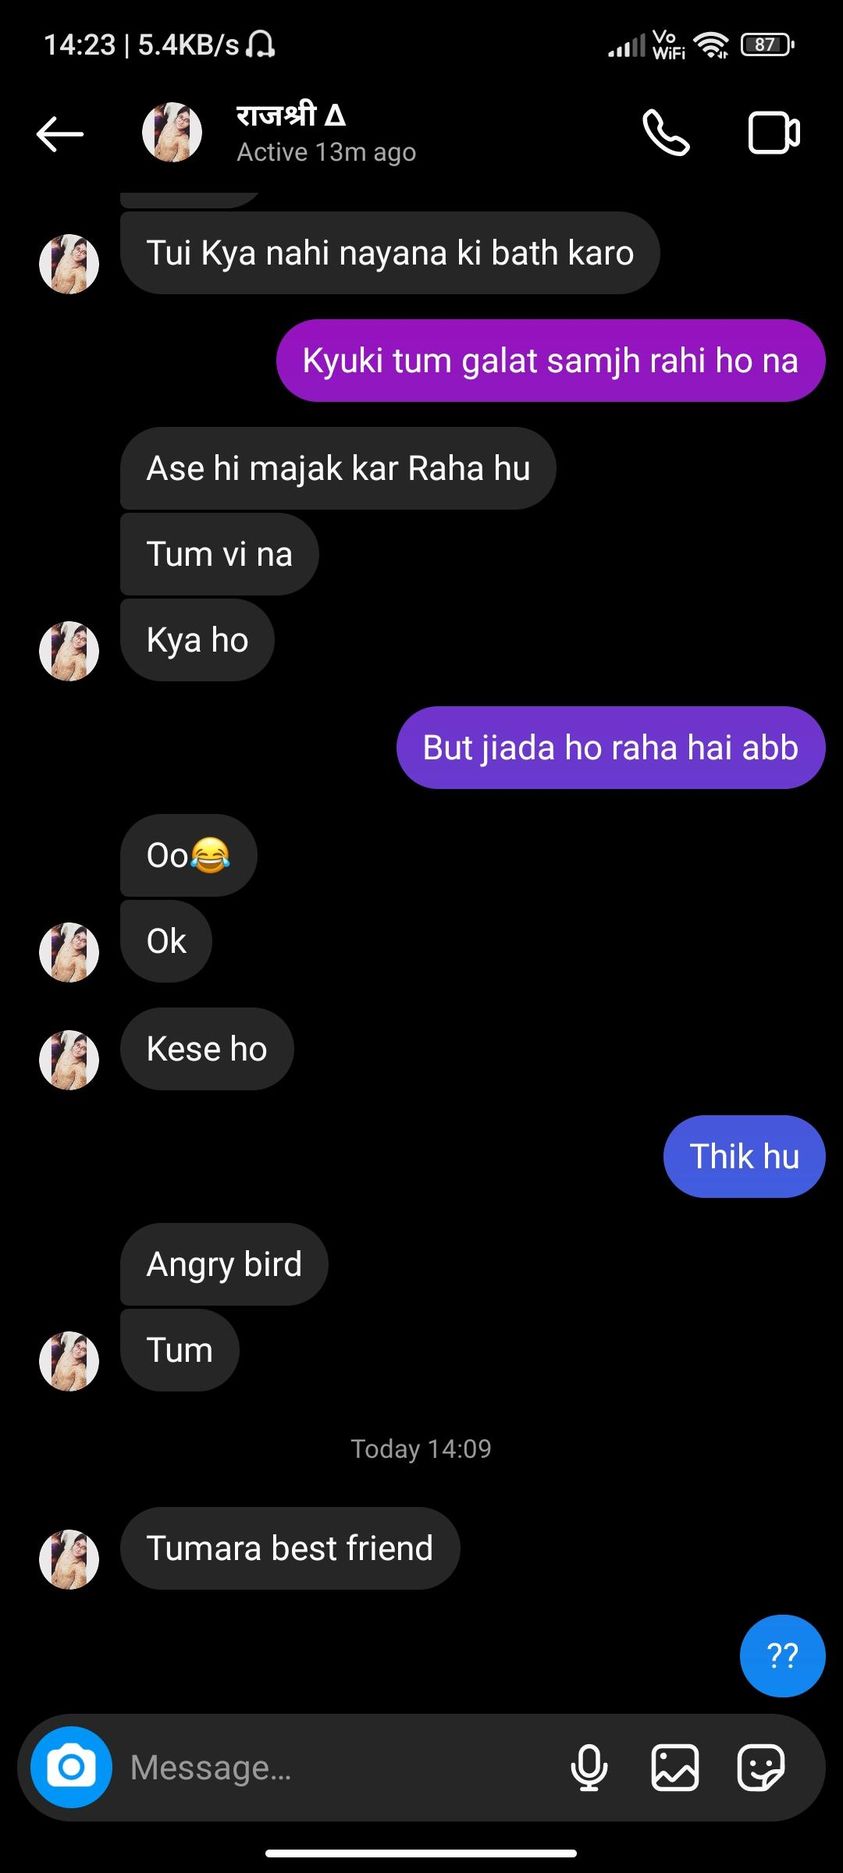 14:23 | 5.4KB/s
Vo
WiFi
87
राजश्री Δ
Active 13m ago
Tui Kya nahi nayana ki bath karo
Kyuki tum galat samjh rahi ho na
Ase hi majak kar Raha hu
Tum vi na
Kya ho
But jiada ho raha hai abb
Oo😂
Ok
Kese ho
Thik hu
Angry bird
Tum
Today 14:09
Tumara best friend
??
Message...